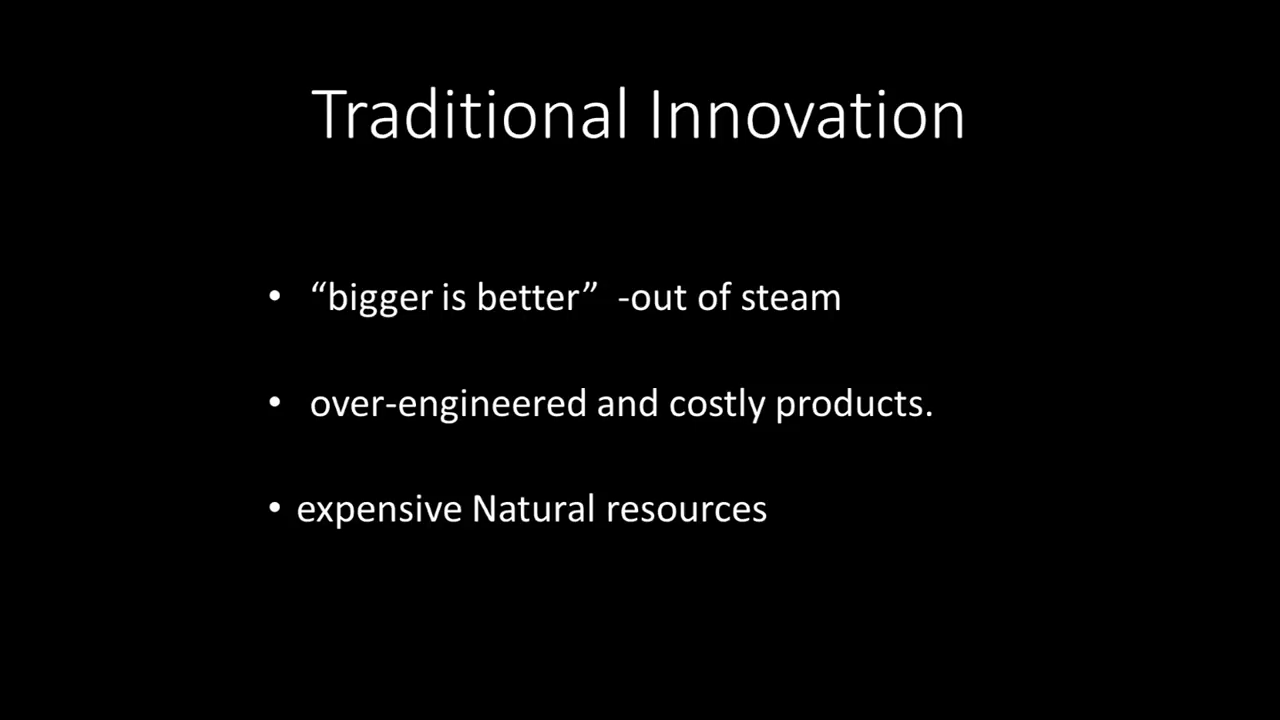 Traditional Innovation
• “bigger is better”  -out of steam
• over-engineered and costly products.
• expensive Natural resources